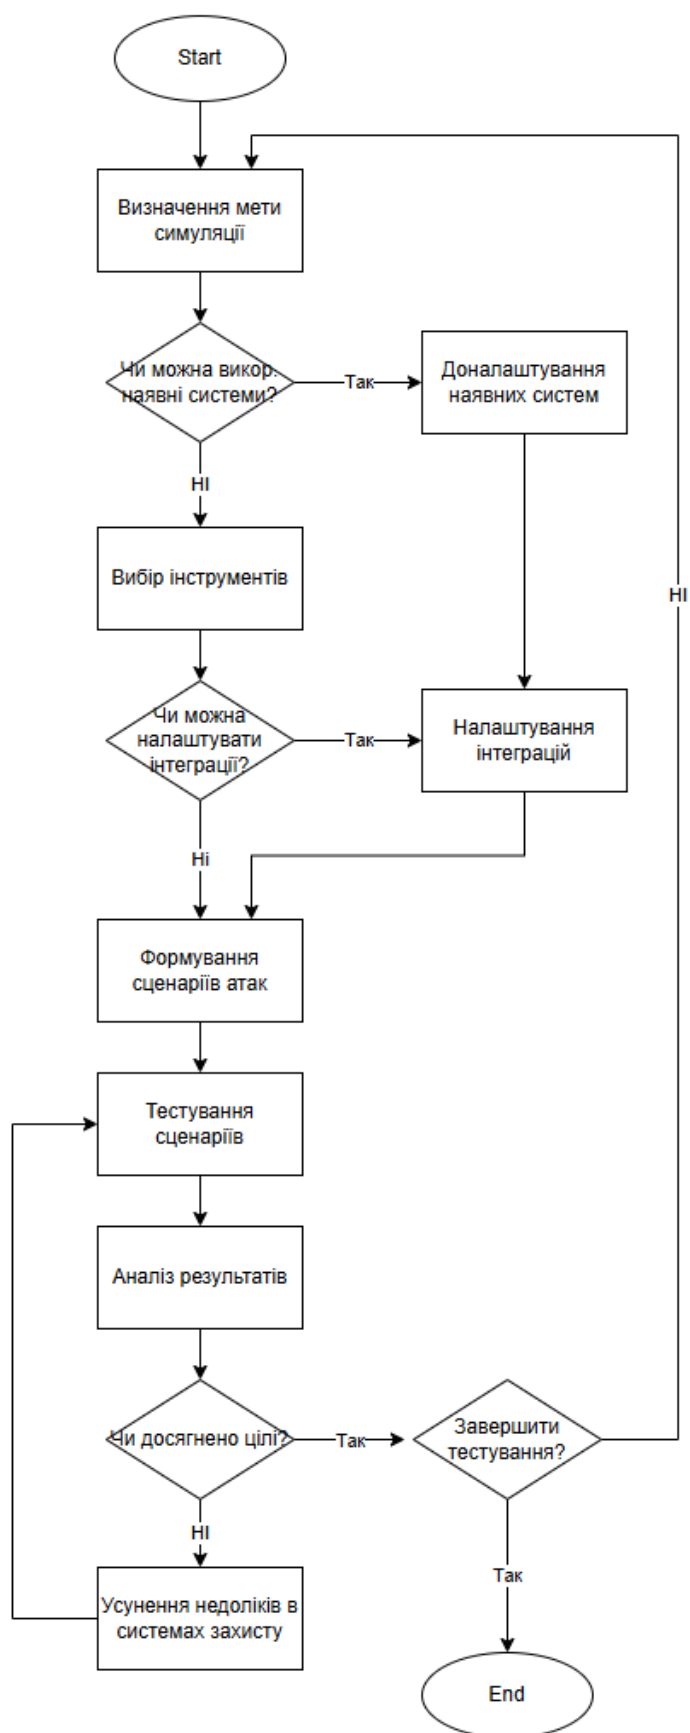 Start
Визначення мети
симуляції
Чи можна викор.
наявні системи?
Так
Доналаштування
наявних систем
НІ
Вибір інструментів
НІ
Чи можна
налаштувати
інтеграції?
Так
Налаштування
інтеграцій
Ні
Формування
сценаріїв атак
Тестування
сценаріїв
Аналіз результатів
Чи досягнено цілі?
Так
Завершити
тестування?
НІ
Так
Усунення недоліків в
системах захисту
End